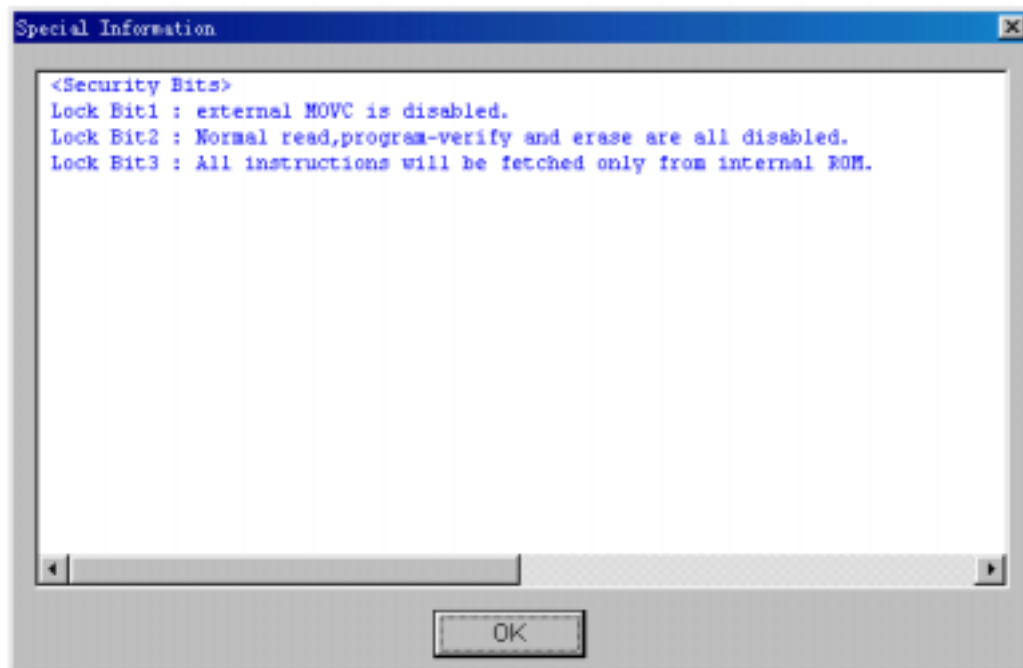 Special Information
<Security Bits>
Lock Bit1 : external MOVC is disabled.
Lock Bit2 : Normal read,program-verify and erase are all disabled.
Lock Bit3 : All instructions will be fetched only from internal ROM.
OK